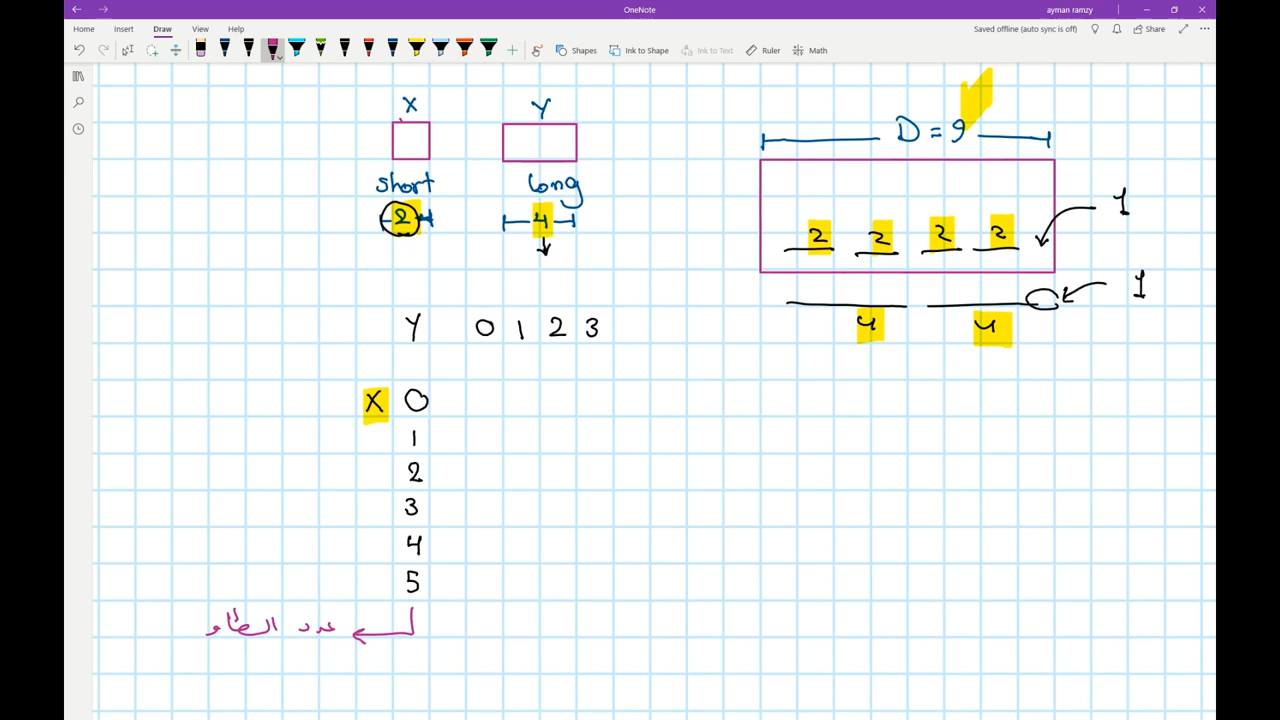 OneNote
ayman ramzy
Home Insert Draw View Help
Saved offline (auto sync is off)
Share
Shapes Ink to Shape Ink to Text Ruler Math
X Y
D = 9
short long
2 4
2 2 2 2
1
1
4 4
Y 0 1 2 3
X 0
1
2
3
4
5
عدد